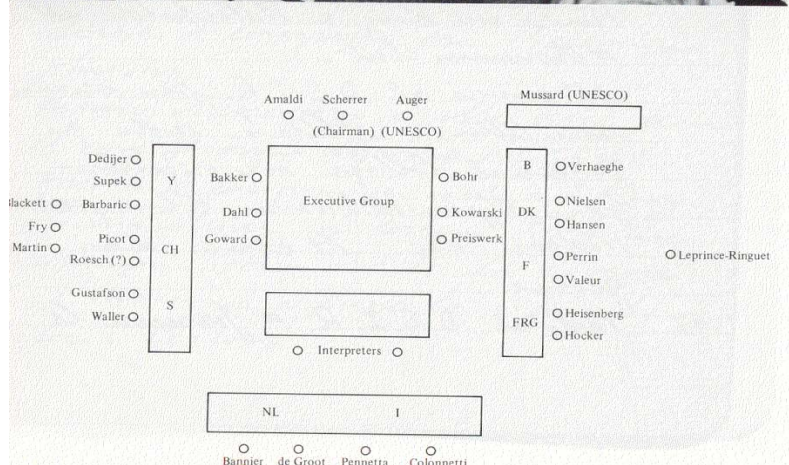 Mussard (UNESCO)
Amaldi Scherrer Auger
(Chairman) (UNESCO)
Dedijer
Supek
Barbaric
Picot
Roesch (?)
Gustafson
Waller
Fry
Martin
Y
CH
S
Bakker
Dahl
Goward
Executive Group
Bohr
Kowarski
Preiswerk
B
DK
F
FRG
Verhaeghe
Nielsen
Hansen
Perrin
Valeur
Heisenberg
Hocker
Leprince-Ringuet
Interpreters
NL I
Bannier de Groot Pennetta Colonnetti